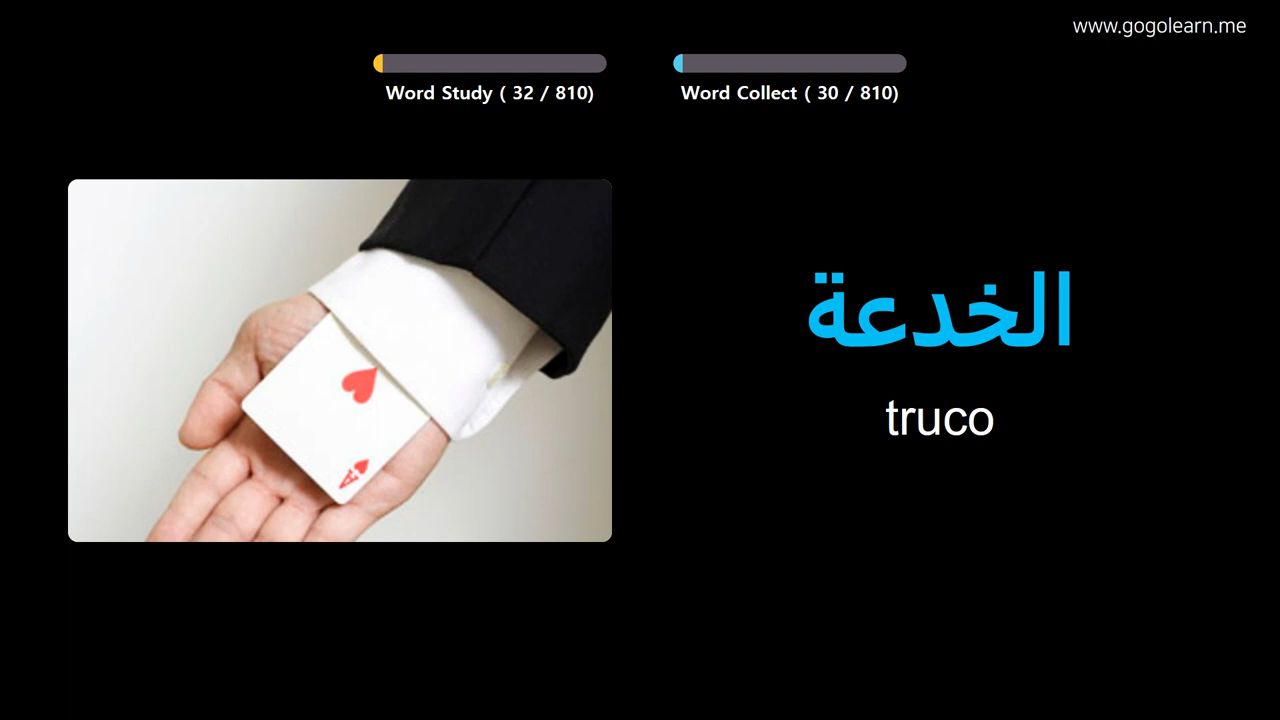 www.gogolearn.me
Word Study ( 32 / 810)
Word Collect ( 30 / 810)
A
الخدعة
truco